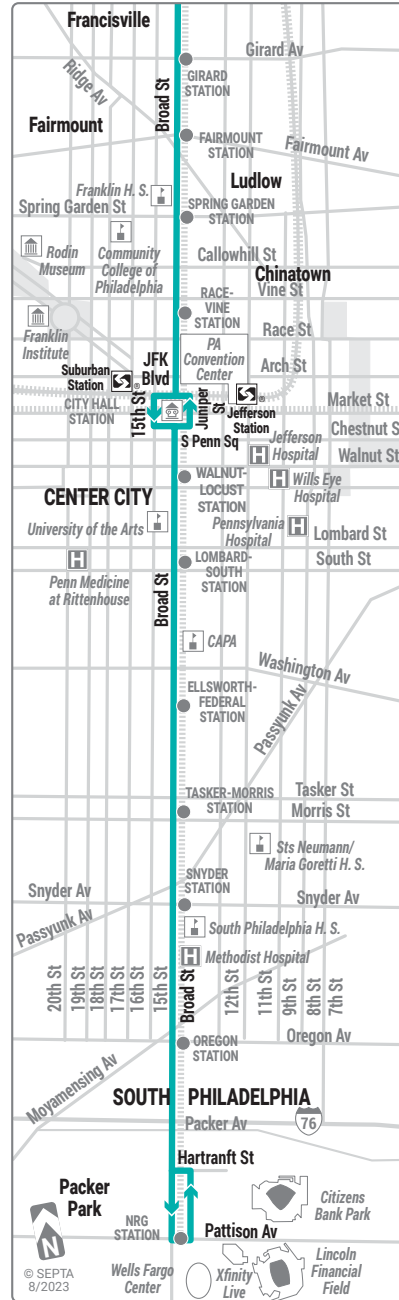 Francisville
Girard Av
GIRARD
STATION
Ridge Av
Broad St
Fairmount
FAIRMOUNT
STATION
Fairmount Av
Ludlow
Franklin H. S.
Spring Garden St
SPRING GARDEN
STATION
Rodin
Museum
Community
College of
Philadelphia
Callowhill St
Chinatown
Vine St
RACE-
VINE
STATION
Race St
Franklin
Institute
PA
Convention
Center
Arch St
Suburban
Station
JFK
Blvd
CITY HALL
STATION
15th St
Juniper
St
Jefferson
Station
Market St
Chestnut S
S Penn Sq
Jefferson
Hospital
Walnut St
WALNUT-
LOCUST
STATION
Wills Eye
Hospital
CENTER CITY
University of the Arts
Pennsylvania
Hospital
Lombard St
South St
LOMBARD-
SOUTH
STATION
Penn Medicine
at Rittenhouse
Broad St
CAPA
Washington Av
ELLSWORTH-
FEDERAL
STATION
Passyunk Av
Tasker St
TASKER-MORRIS
STATION
Morris St
Sts Neumann/
Maria Goretti H. S.
SNYDER
STATION
Snyder Av
Snyder Av
Passyunk Av
South Philadelphia H. S.
Methodist Hospital
20th St
19th St
18th St
17th St
16th St
15th St
Broad St
12th St
11th St
9th St
8th St
7th St
OREGON
STATION
Oregon Av
Moyamensing Av
SOUTH PHILADELPHIA
Packer Av
76
Hartranft St
Packer
Park
Citizens
Bank Park
NRG
STATION
Pattison Av
N
© SEPTA
8/2023
Wells Fargo
Center
Xfinity
Live
Lincoln
Financial
Field